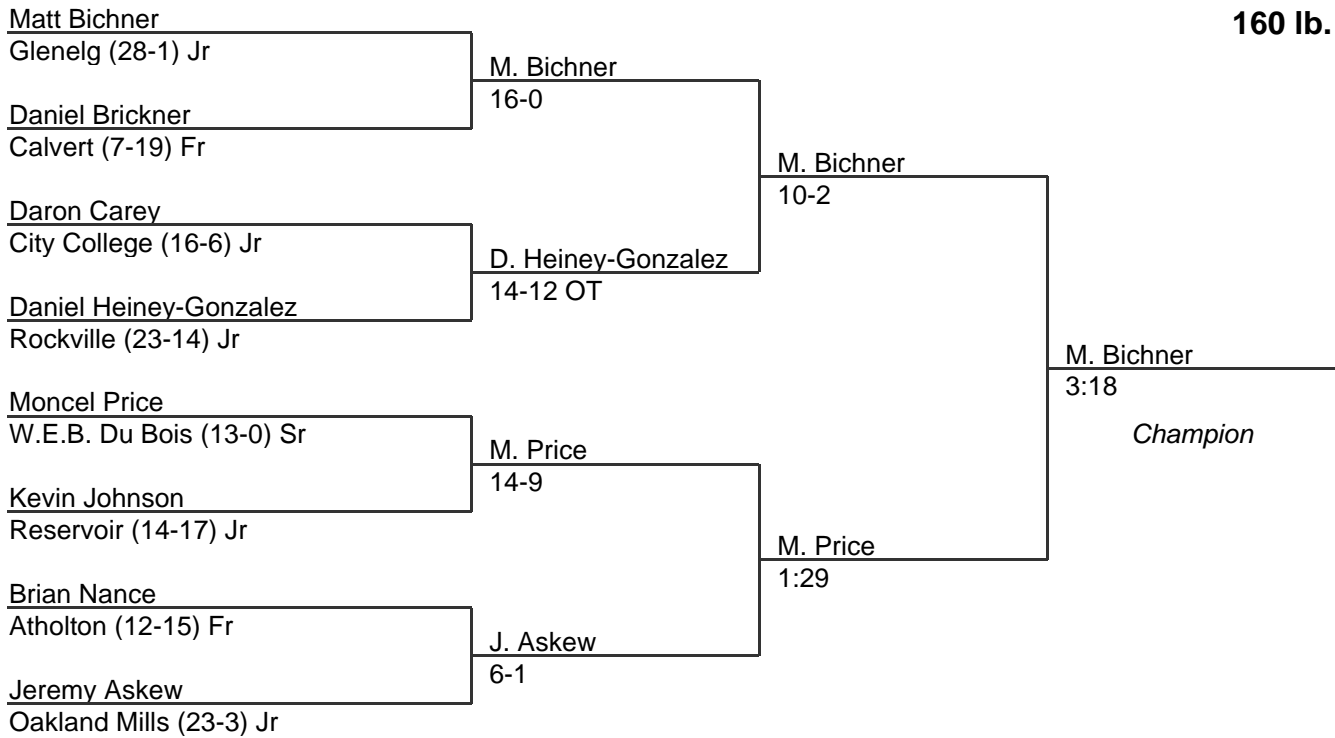 160 lb.
Matt Bichner
Glenelg (28-1) Jr
Daniel Brickner
Calvert (7-19) Fr
Daron Carey
City College (16-6) Jr
Daniel Heiney-Gonzalez
Rockville (23-14) Jr
Moncel Price
W.E.B. Du Bois (13-0) Sr
Kevin Johnson
Reservoir (14-17) Jr
Brian Nance
Atholton (12-15) Fr
Jeremy Askew
Oakland Mills (23-3) Jr
M. Bichner
16-0
D. Heiney-Gonzalez
14-12 OT
M. Price
14-9
J. Askew
6-1
M. Bichner
10-2
M. Price
1:29
M. Bichner
3:18
Champion